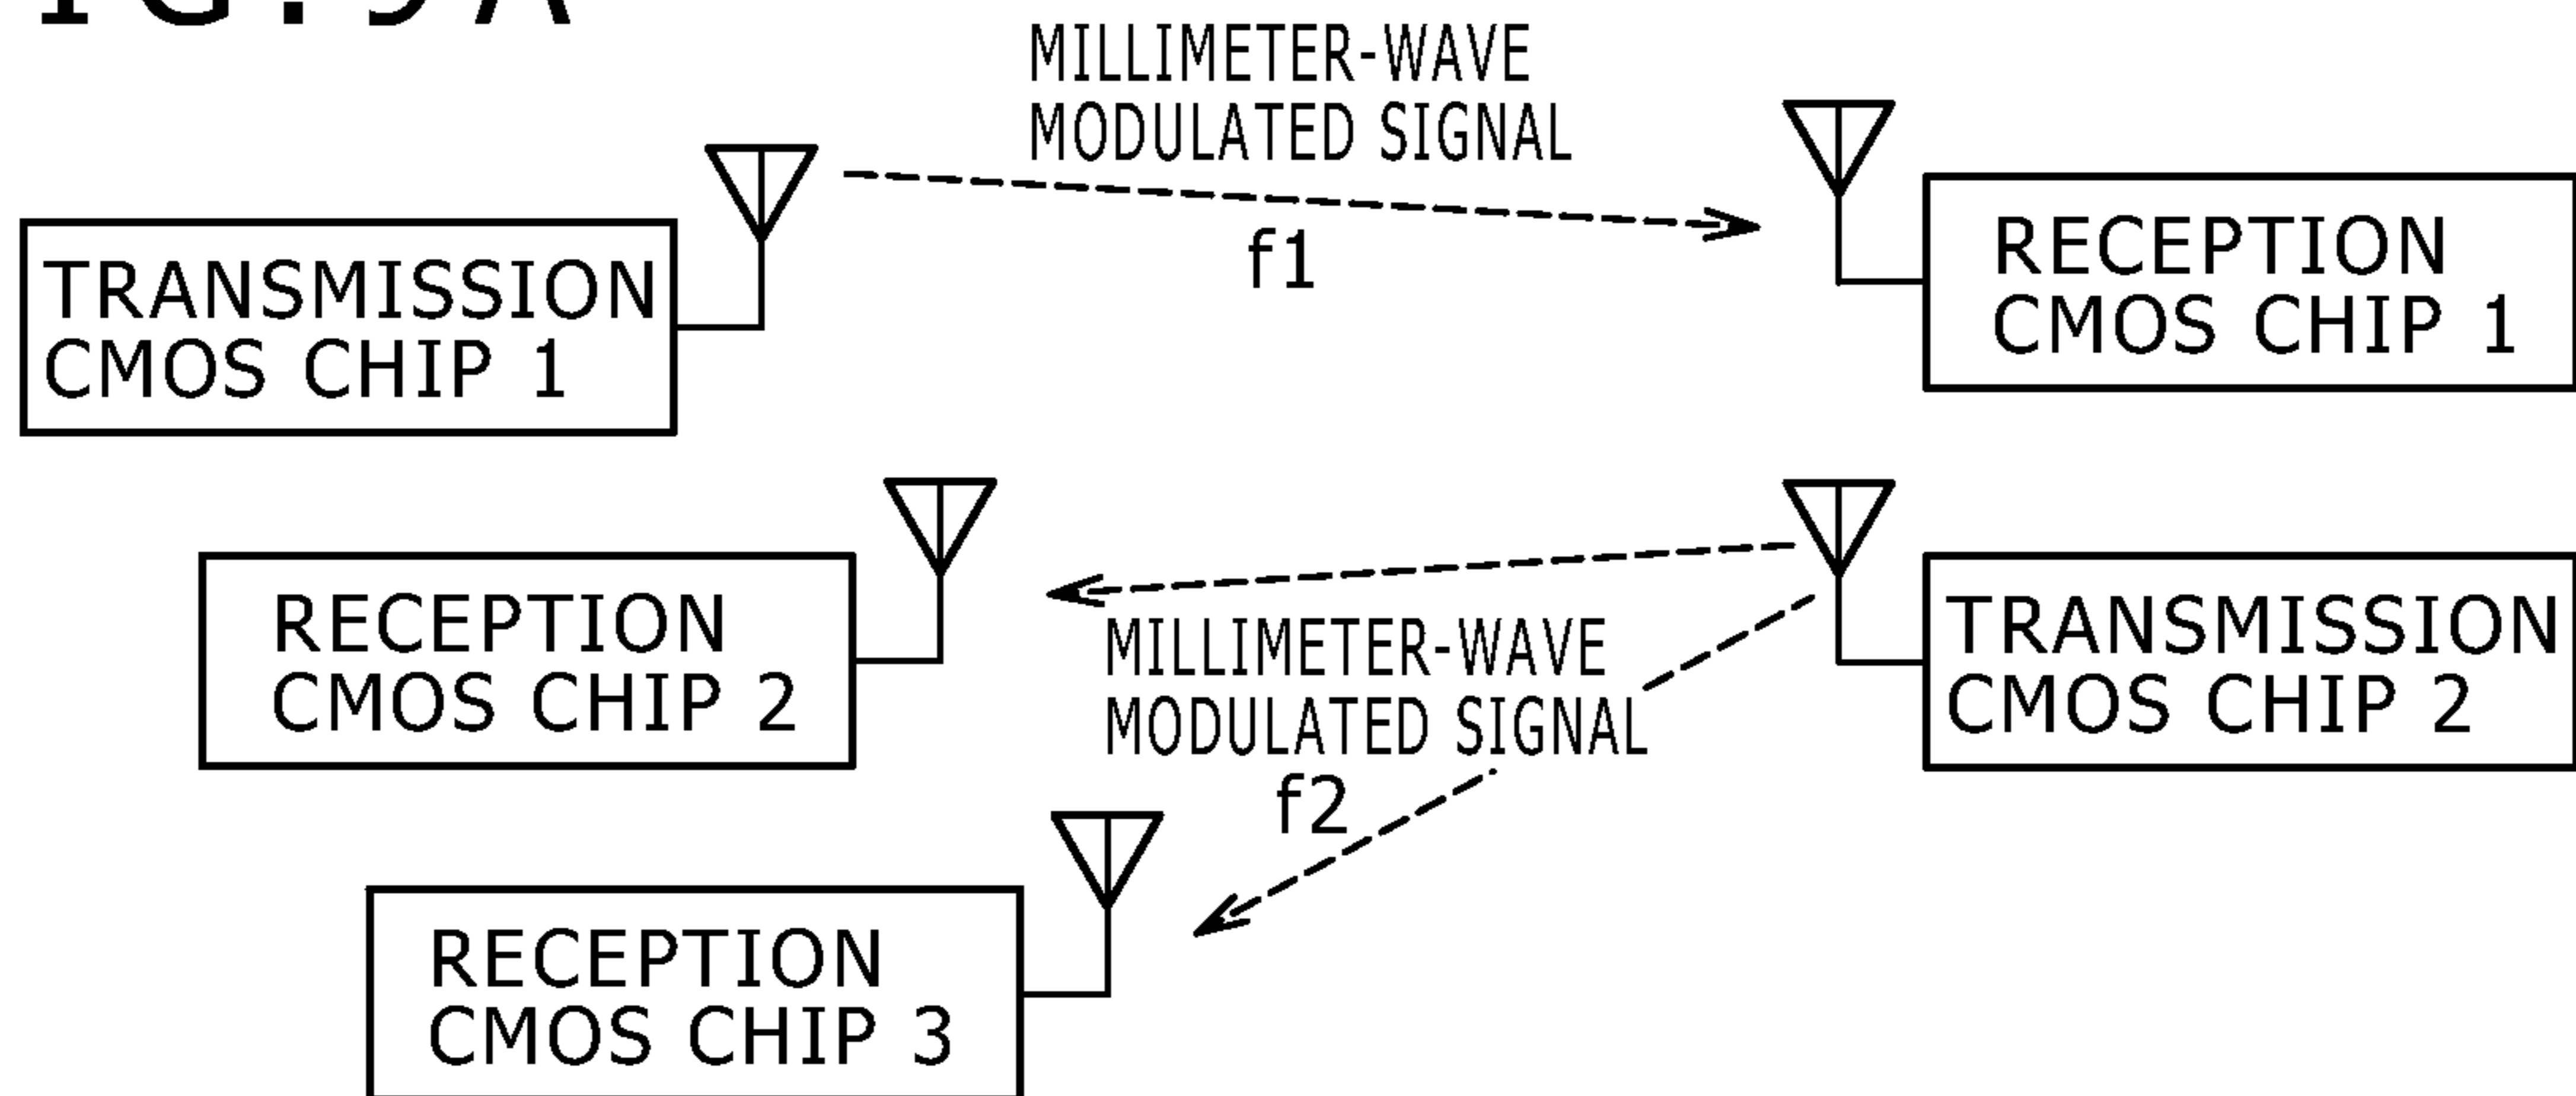 MILLIMETER-WAVE
MODULATED SIGNAL
f1
TRANSMISSION
CMOS CHIP 1
RECEPTION
CMOS CHIP 1
RECEPTION
CMOS CHIP 2
MILLIMETER-WAVE
MODULATED SIGNAL
f2
TRANSMISSION
CMOS CHIP 2
RECEPTION
CMOS CHIP 3